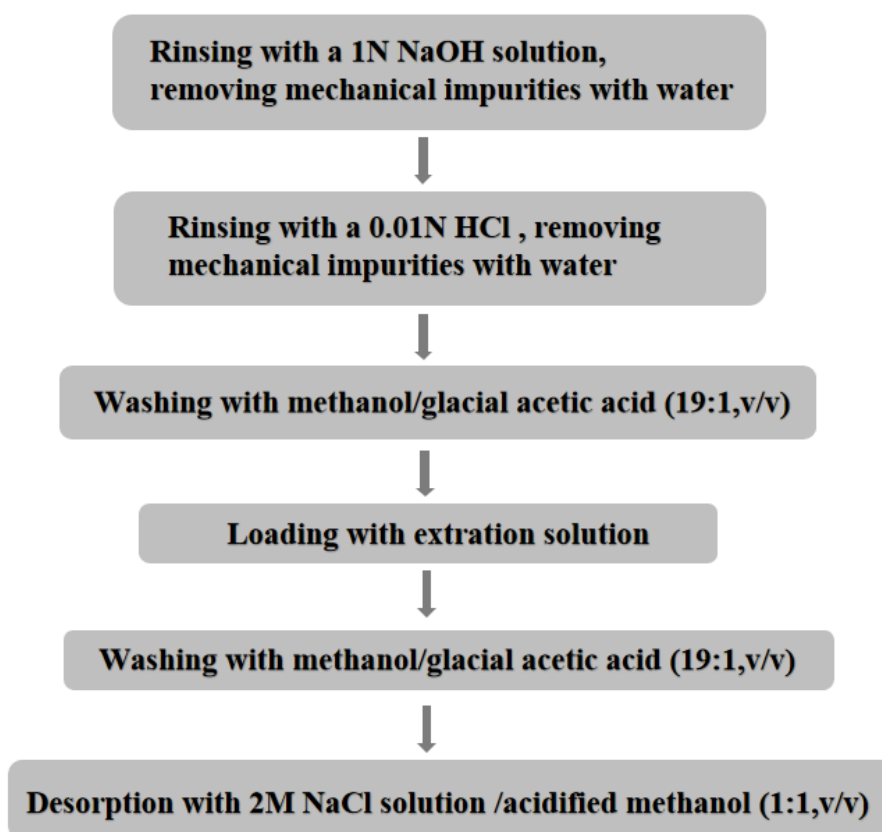 Rinsing with a 1N NaOH solution,
removing mechanical impurities with water
Rinsing with a 0.01N HCl , removing
mechanical impurities with water
Washing with methanol/glacial acetic acid (19:1,v/v)
Loading with extration solution
Washing with methanol/glacial acetic acid (19:1,v/v)
Desorption with 2M NaCl solution /acidified methanol (1:1,v/v)